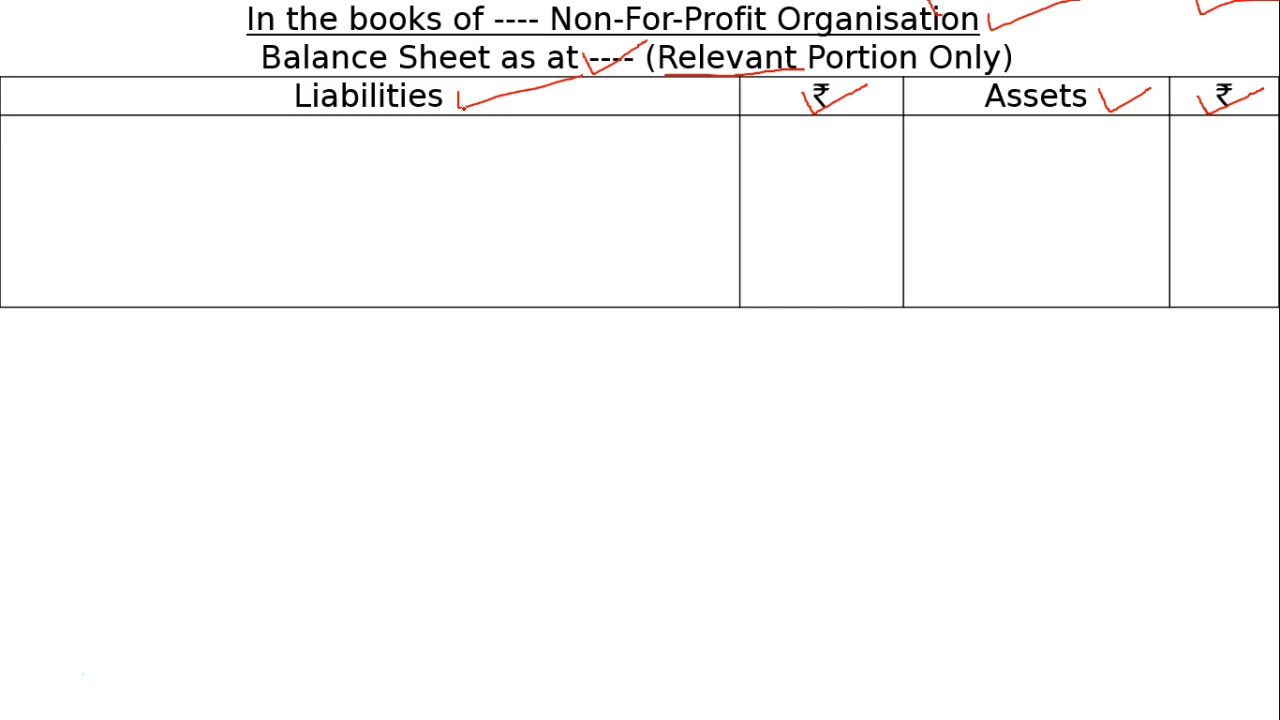 In the books of ---- Non-For-Profit Organisation
Balance Sheet as at ---- (Relevant Portion Only)
Liabilities ₹ Assets ₹